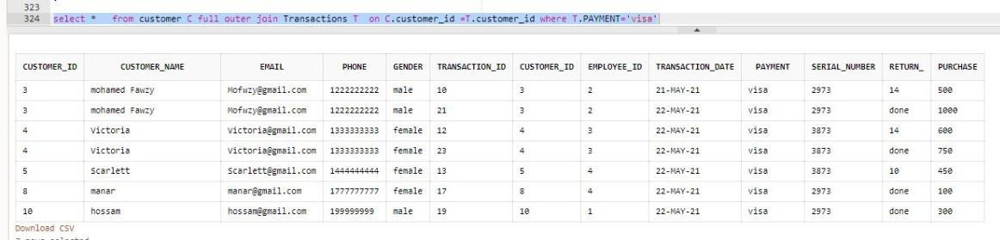 323
324 select * from customer C full outer join Transactions T on C.customer_id =T.customer_id where T.PAYMENT='visa'
CUSTOMER_ID CUSTOMER_NAME EMAIL PHONE GENDER TRANSACTION_ID CUSTOMER_ID EMPLOYEE_ID TRANSACTION_DATE PAYMENT SERIAL_NUMBER RETURN_ PURCHASE
3 mohamed Fawzy Mofwzy@gmail.com 1222222222 male 10 3 2 21-MAY-21 visa 2973 14 500
3 mohamed Fawzy Mofwzy@gmail.com 1222222222 male 21 3 2 22-MAY-21 visa 2973 done 1000
4 Victoria Victoria@gmail.com 1333333333 female 12 4 3 22-MAY-21 visa 3873 14 600
4 Victoria Victoria@gmail.com 1333333333 female 23 4 3 22-MAY-21 visa 3873 done 750
5 Scarlett Scarlett@gmail.com 1444444444 female 13 5 4 22-MAY-21 visa 3873 10 450
8 manar manar@gmail.com 1777777777 female 17 8 4 22-MAY-21 visa 2973 done 100
10 hossam hossam@gmail.com 199999999 male 19 10 1 22-MAY-21 visa 2973 done 300
Download CSV
rows selected